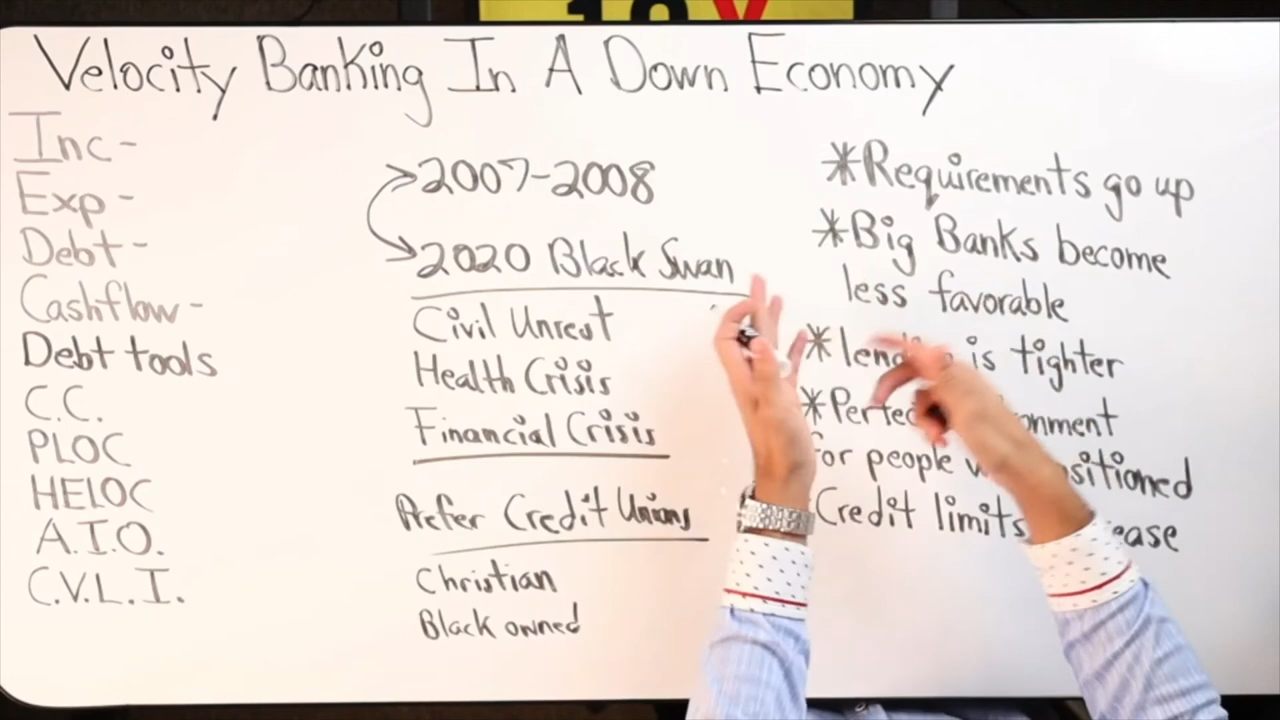 10X
Velocity Banking In A Down Economy
Inc-
Exp-
Debt-
Cashflow-
Debt tools
C.C.
PLOC
HELOC
A.I.O.
C.V.L.I.
2007-2008
2020 Black Swan
Civil Unrest
Health Crisis
Financial Crisis
Prefer Credit Unions
Christian
Black owned
*Requirements go up
*Big Banks become
less favorable
*lending is tighter
*
for people
Credit limits